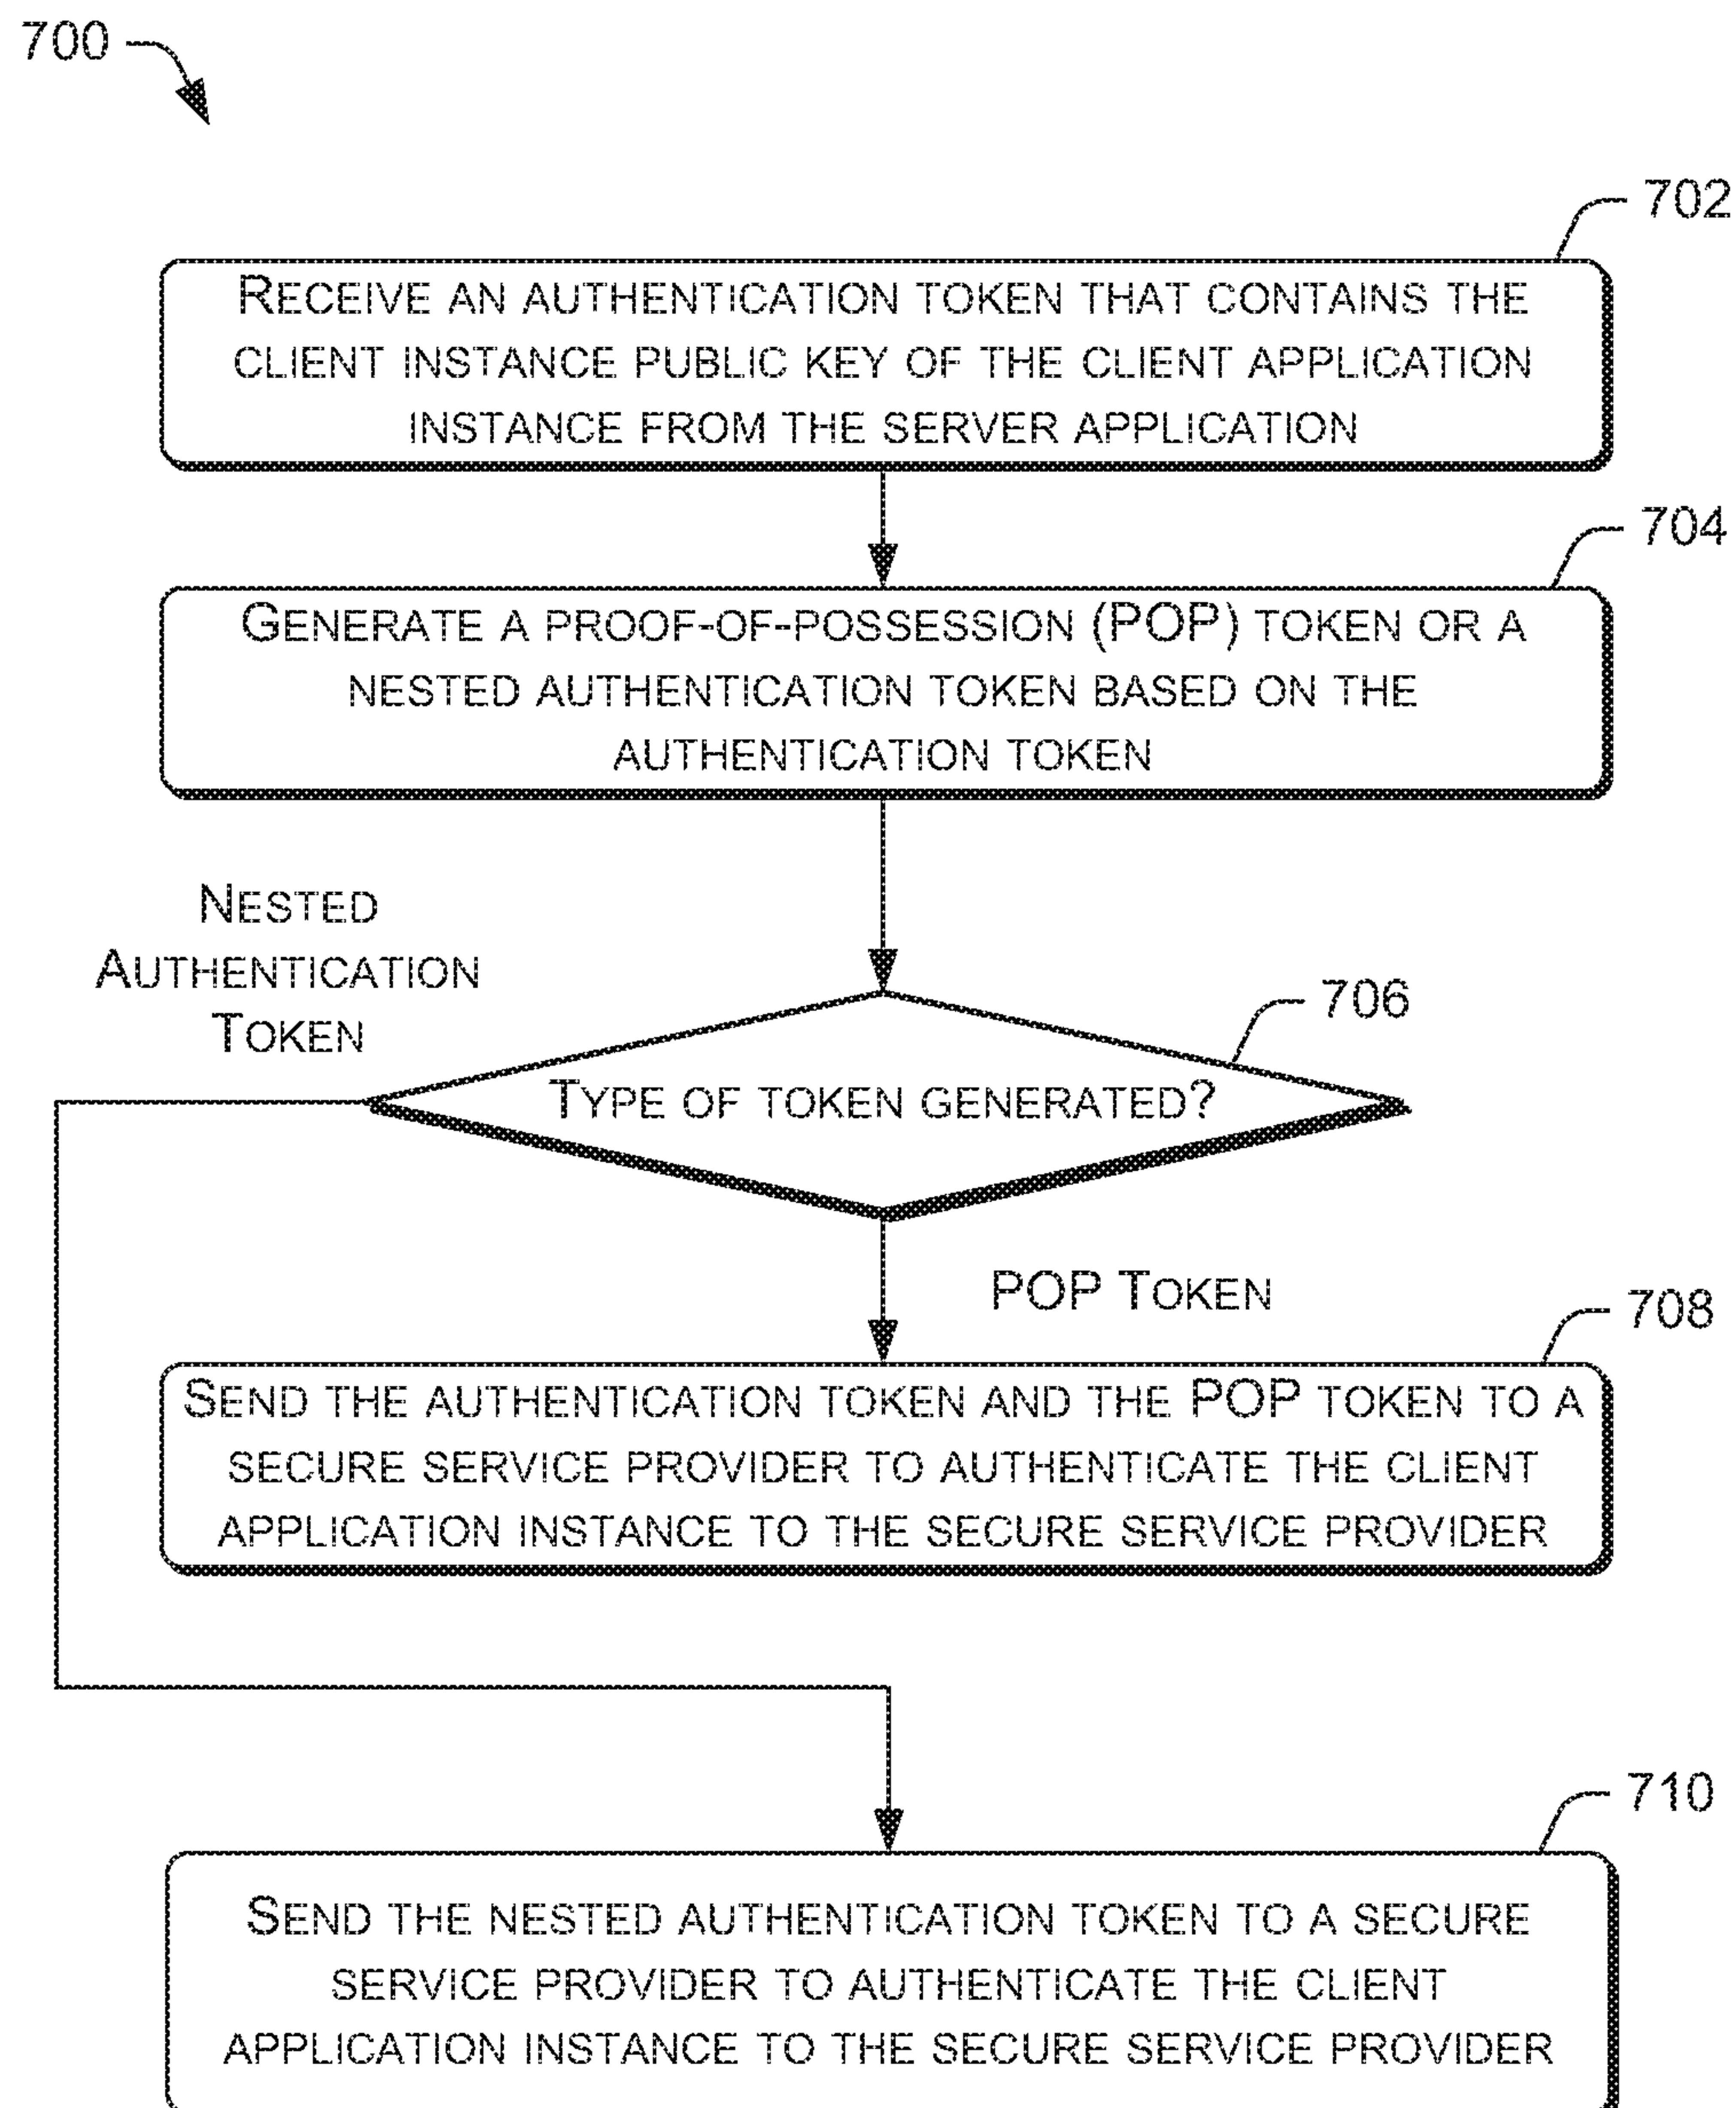 700
702
RECEIVE AN AUTHENTICATION TOKEN THAT CONTAINS THE
CLIENT INSTANCE PUBLIC KEY OF THE CLIENT APPLICATION
INSTANCE FROM THE SERVER APPLICATION
704
GENERATE A PROOF-OF-POSSESSION (POP) TOKEN OR A
NESTED AUTHENTICATION TOKEN BASED ON THE
AUTHENTICATION TOKEN
NESTED
AUTHENTICATION
TOKEN
706
TYPE OF TOKEN GENERATED?
POP TOKEN
708
SEND THE AUTHENTICATION TOKEN AND THE POP TOKEN TO A
SECURE SERVICE PROVIDER TO AUTHENTICATE THE CLIENT
APPLICATION INSTANCE TO THE SECURE SERVICE PROVIDER
710
SEND THE NESTED AUTHENTICATION TOKEN TO A SECURE
SERVICE PROVIDER TO AUTHENTICATE THE CLIENT
APPLICATION INSTANCE TO THE SECURE SERVICE PROVIDER